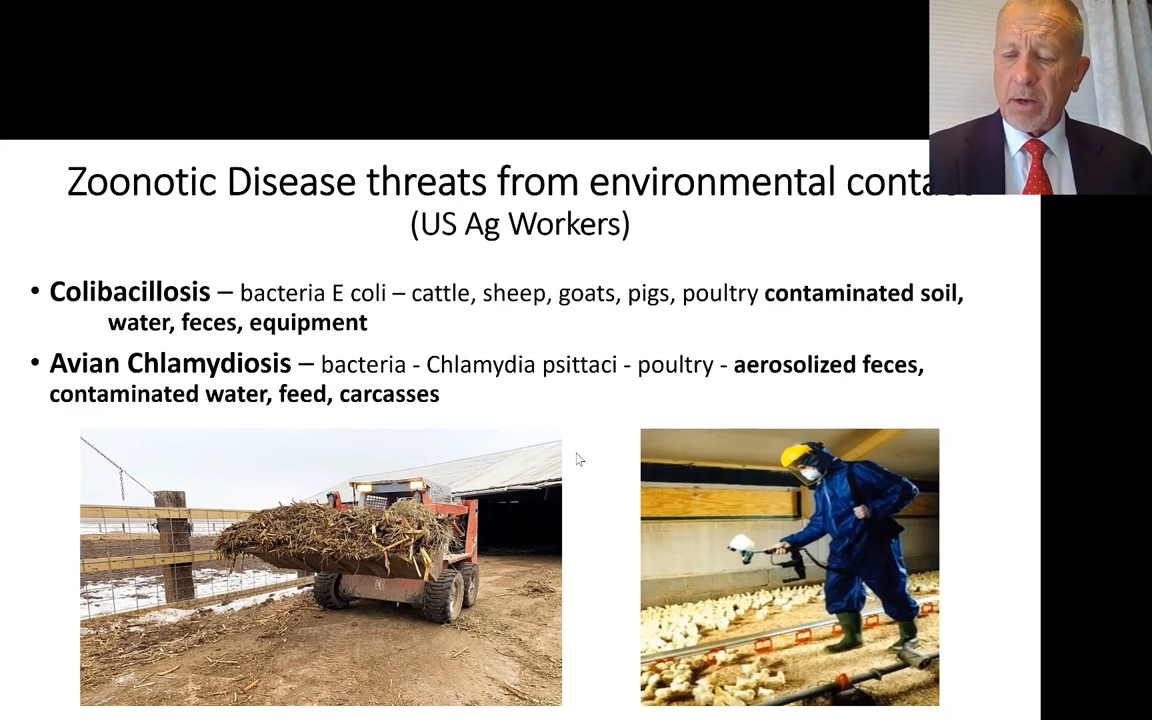 Zoonotic Disease threats from environmental
(US Ag Workers)
• Colibacillosis – bacteria E coli – cattle, sheep, goats, pigs, poultry contaminated soil,
water, feces, equipment
• Avian Chlamydiosis – bacteria - Chlamydia psittaci - poultry - aerosolized feces,
contaminated water, feed, carcasses